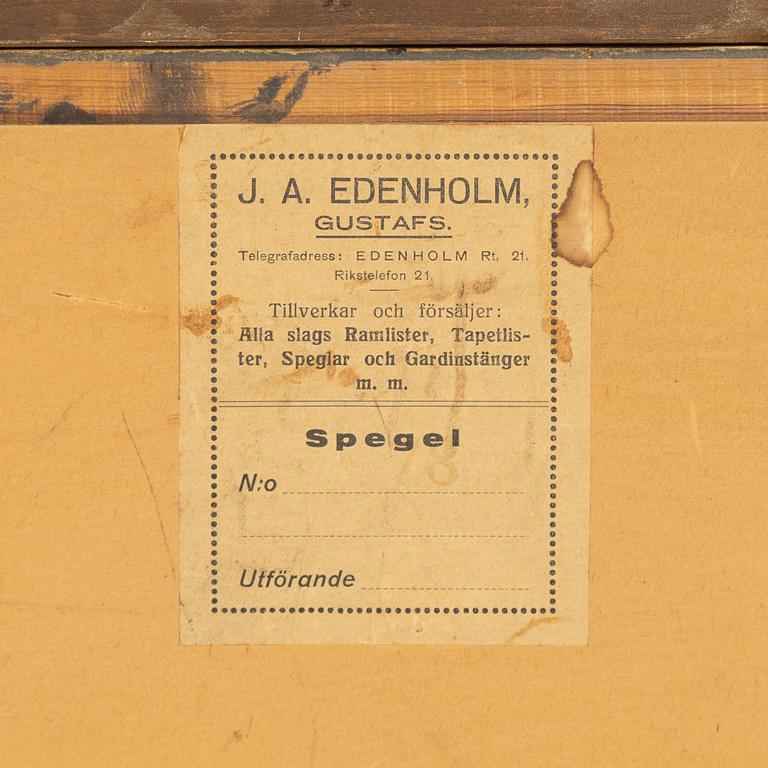 J. A. EDENHOLM,
GUSTAFS.
Telegrafadress: EDENHOLM Rt. 21.
Rikstelefon 21
Tillverkar och försäljer:
Alla slags Ramlister, Tapetlis-
ter, Speglar och Gardinstänger
m. m.
Spegel
N:o
Utförande